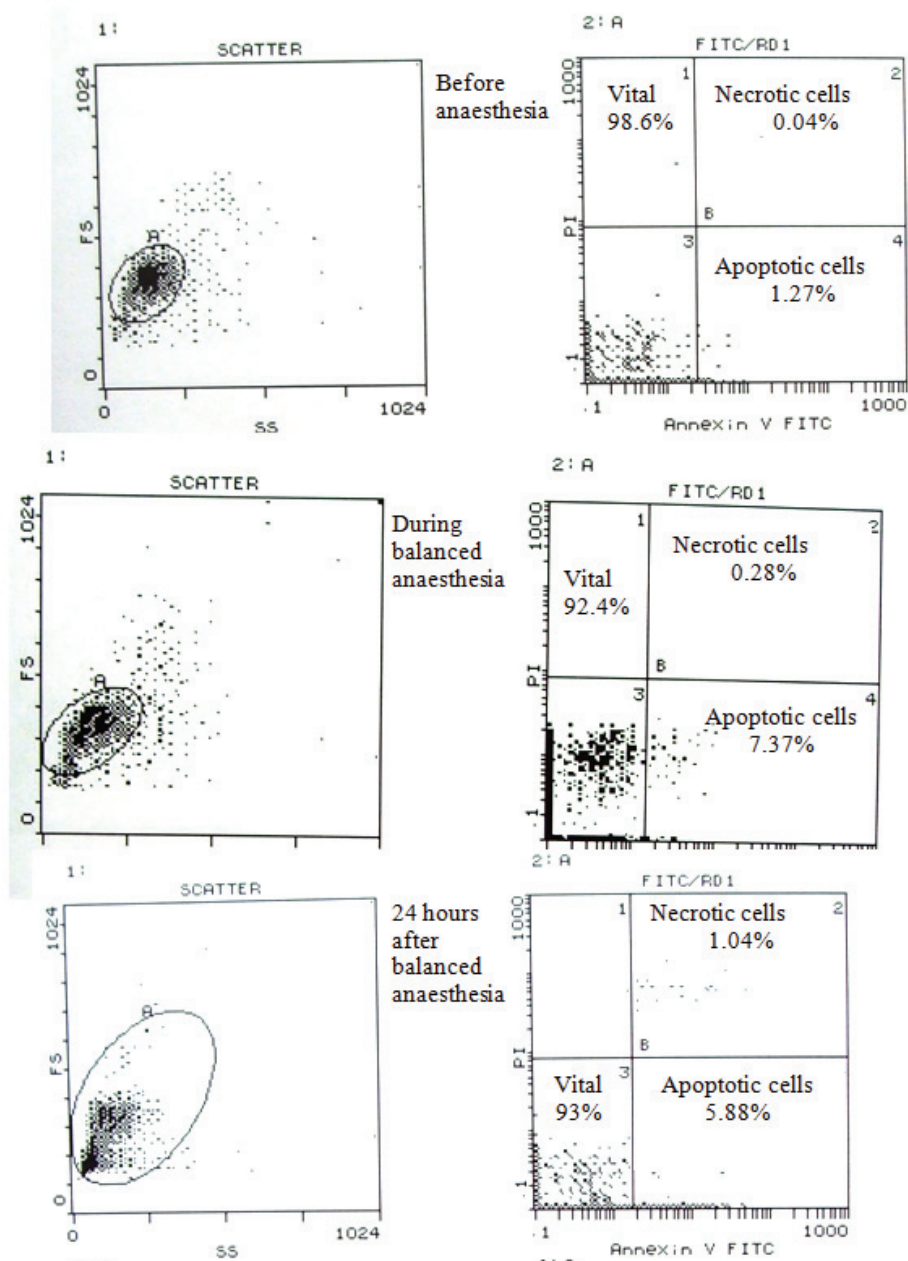 1:
SCATTER
1024
FS
0
A
0
1024
SS
Before
anaesthesia
2: A
FITC/RD1
1000
PI
1
1
2
Vital
98.6%
Necrotic cells
0.04%
B
3
4
Apoptotic cells
1.27%
.1
1000
Annexin V FITC
1:
SCATTER
1024
FS
0
A
During
balanced
anaesthesia
2: A
FITC/RD1
1000
PI
1
1
2
Necrotic cells
0.28%
Vital
92.4%
B
3
4
Apoptotic cells
7.37%
1:
SCATTER
1024
FS
0
A
0
1024
SS
24 hours
after
balanced
anaesthesia
2: A
FITC/RD1
1000
PI
1
1
2
Necrotic cells
1.04%
B
Vital
93%
3
Apoptotic cells
5.88%
.1
1000
Annexin V FITC